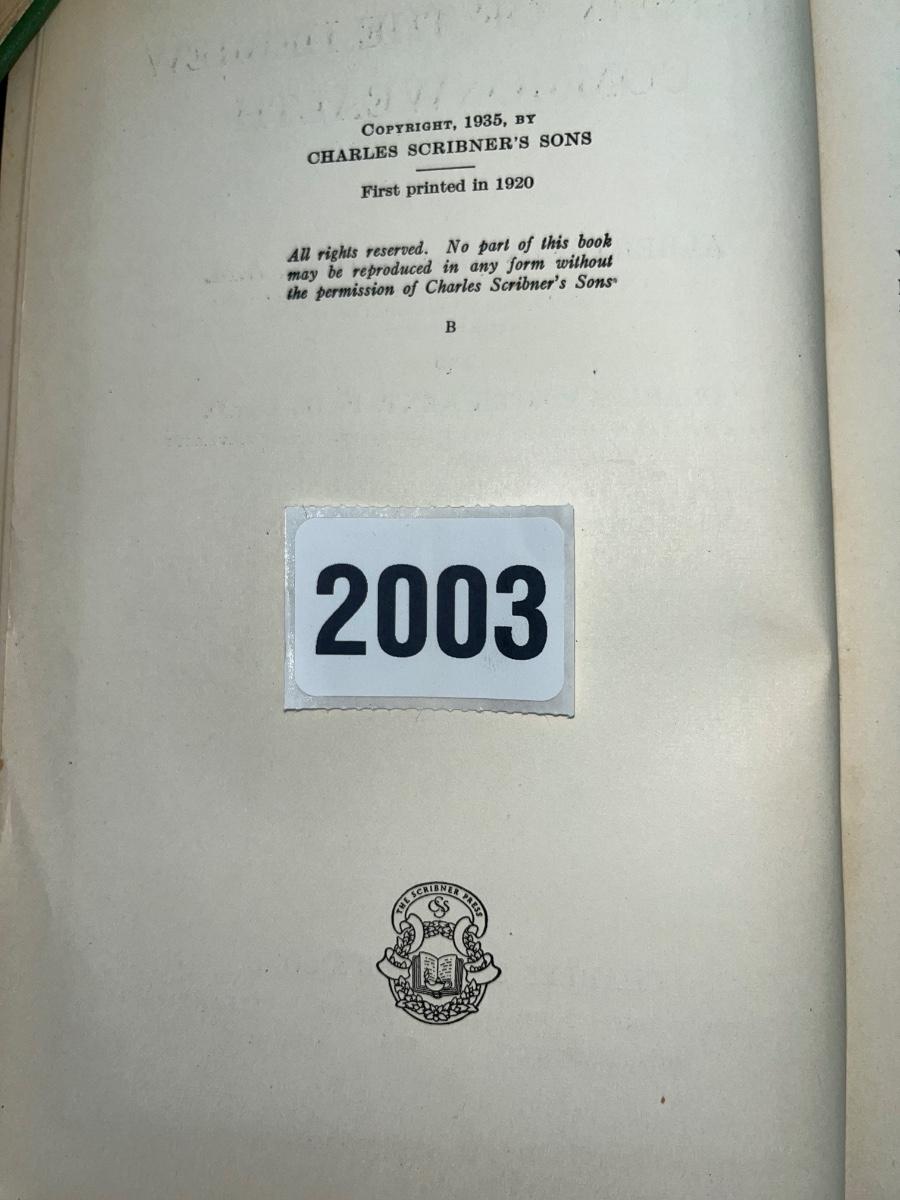 COPYRIGHT, 1935, BY
CHARLES SCRIBNER'S SONS
First printed in 1920
All rights reserved. No part of this book
may be reproduced in any form without
the permission of Charles Scribner's Sons
B
2003
THE SCRIBNER PRESS
CSS